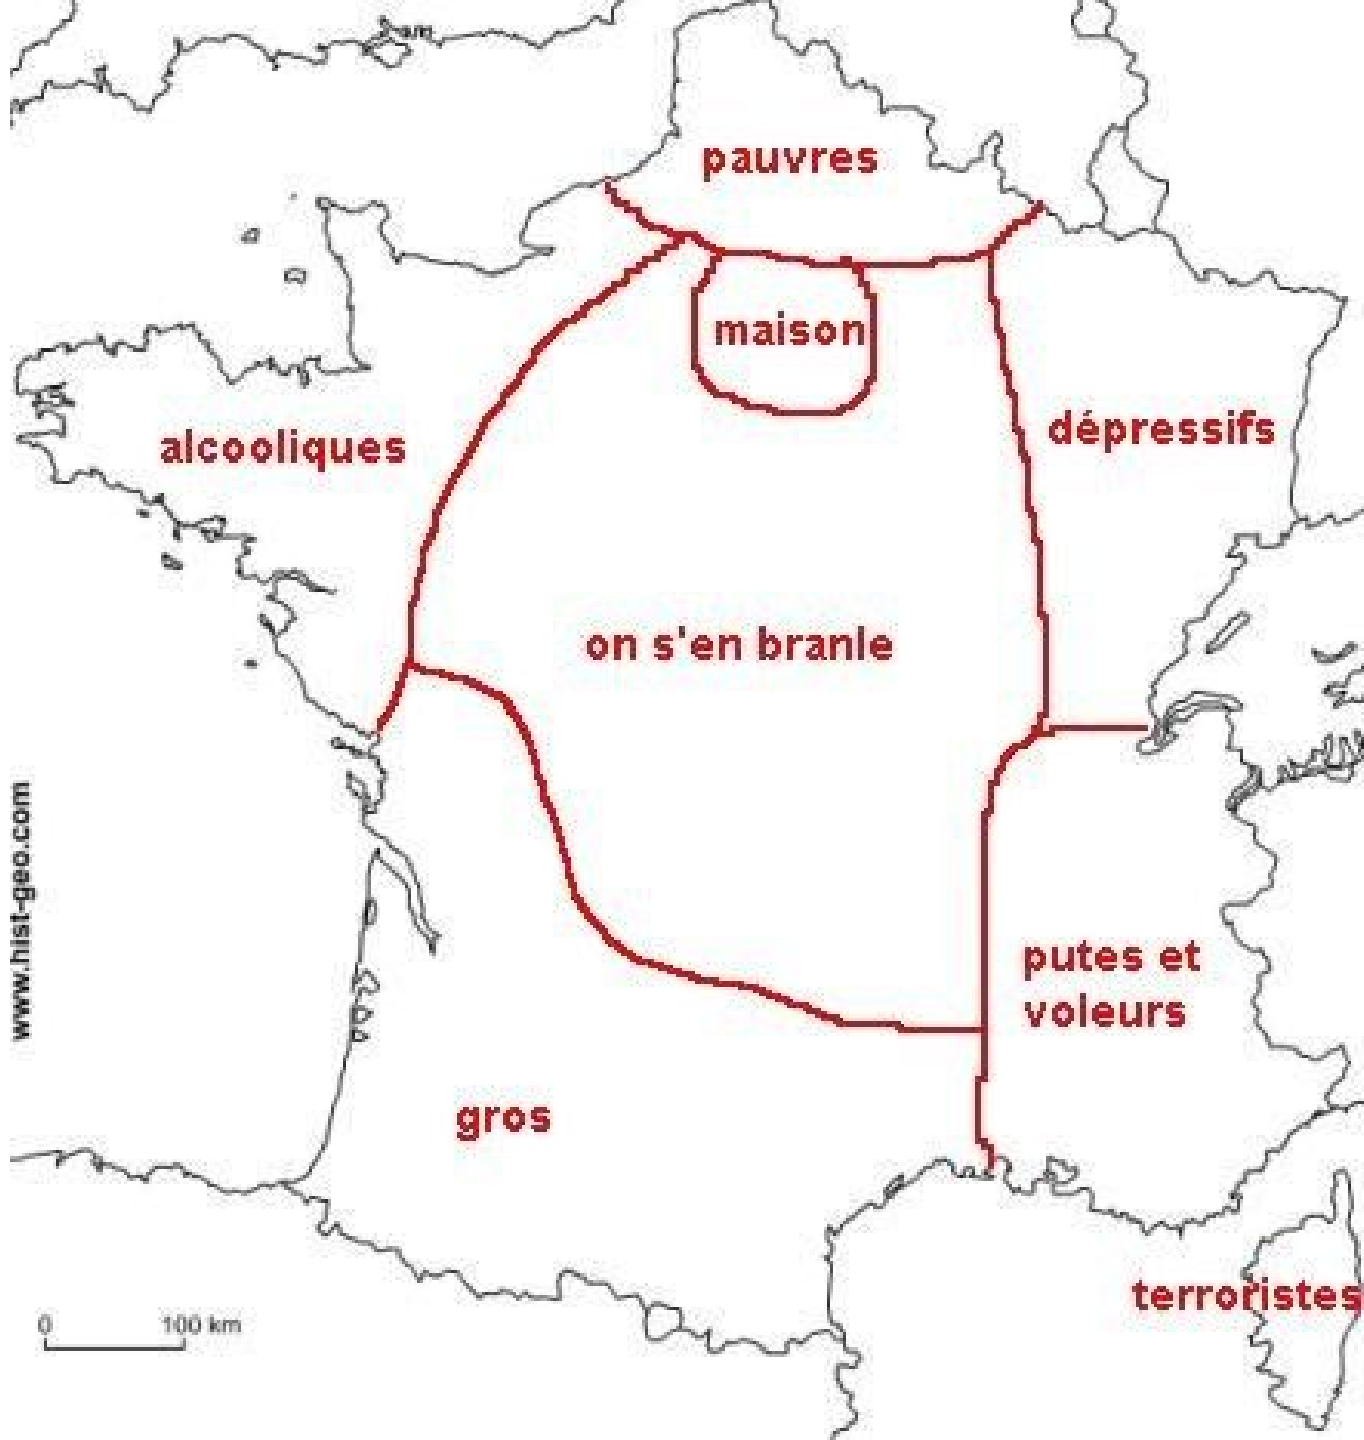 pauvres
maison
alcooliques
dépressifs
on s'en branle
putes et
voleurs
gros
terroristes
0 100 km
www.hist-geo.com